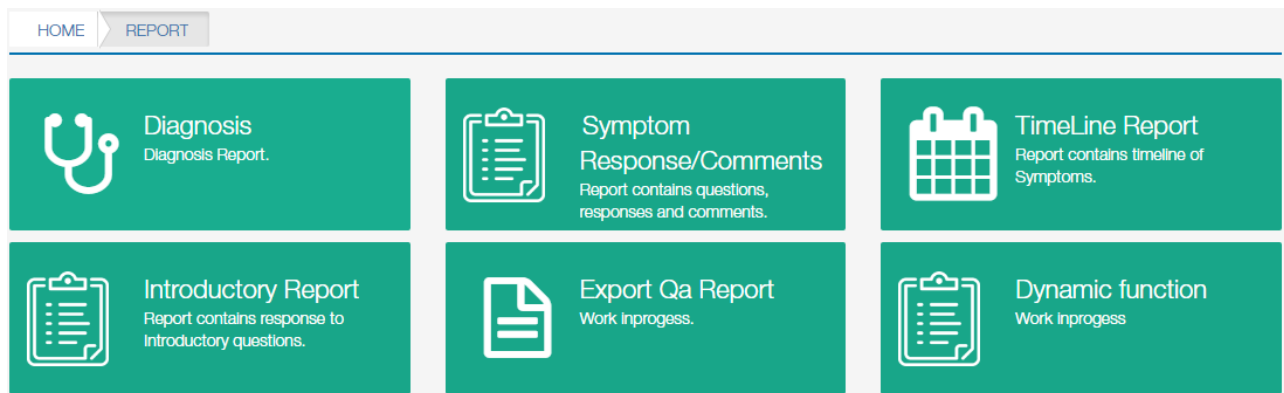 HOME
REPORT
Diagnosis
Diagnosis Report.
Symptom
Response/Comments
Report contains questions,
responses and comments.
TimeLine Report
Report contains timeline of
Symptoms.
Introductory Report
Report contains response to
Introductory questions.
Export Qa Report
Work inprogess.
Dynamic function
Work inprogess